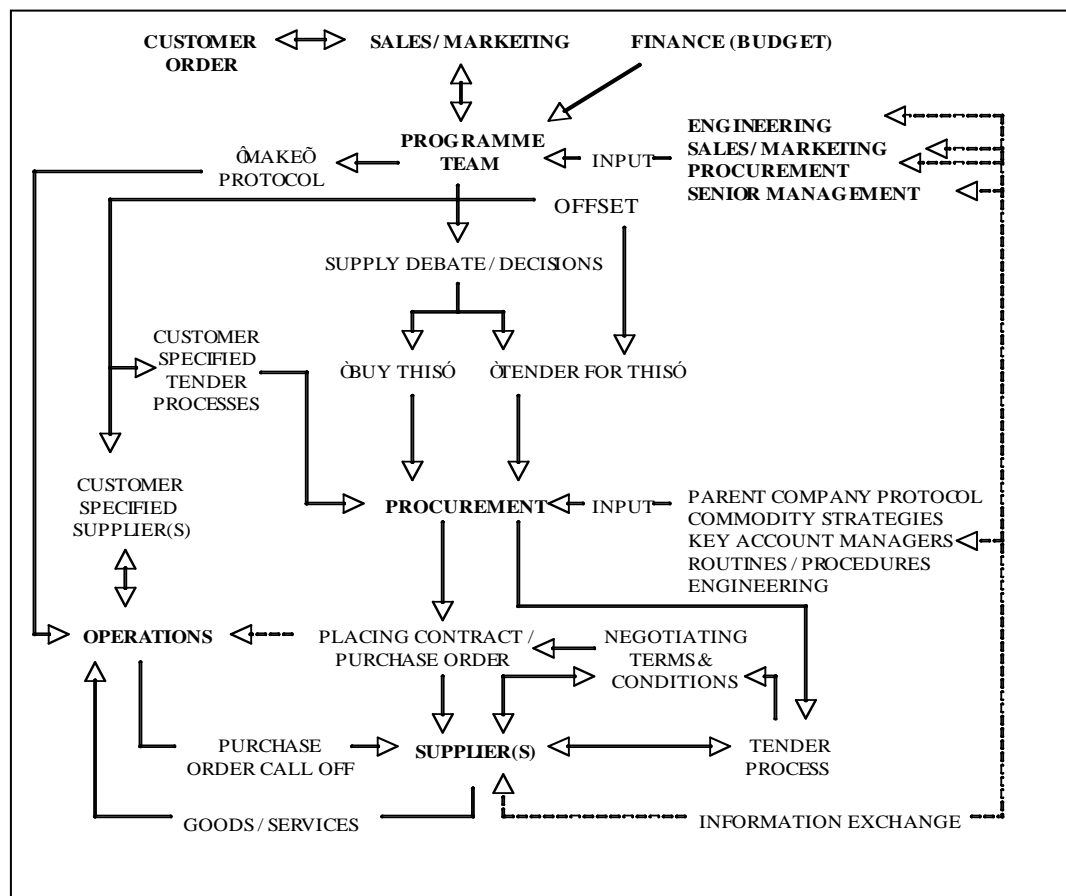 CUSTOMER
ORDER
SALES/ MARKETING
FINANCE (BUDGET)
PROGRAMME
TEAM
ÔMAKEÕ
PROTOCOL
INPUT
ENGINEERING
SALES/ MARKETING
PROCUREMENT
SENIOR MANAGEMENT
OFFSET
SUPPLY DEBATE / DECISIONS
CUSTOMER
SPECIFIED
TENDER
PROCESSES
ÒBUY THISÓ
ÒTENDER FOR THISÓ
CUSTOMER
SPECIFIED
SUPPLIER(S)
PROCUREMENT
INPUT
PARENT COMPANY PROTOCOL
COMMODITY STRATEGIES
KEY ACCOUNT MANAGERS
ROUTINES / PROCEDURES
ENGINEERING
OPERATIONS
PLACING CONTRACT /
PURCHASE ORDER
NEGOTIATING
TERMS &
CONDITIONS
PURCHASE
ORDER CALL OFF
SUPPLIER(S)
TENDER
PROCESS
GOODS / SERVICES
INFORMATION EXCHANGE